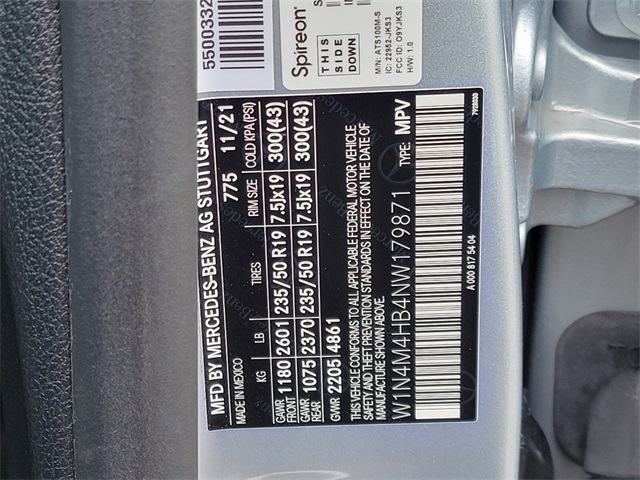 5500332
Spireon
THIS
SIDE
DOWN
M/N: ATS100M-S
IC: 22952-JKS3
FCC ID: O9YJKS3
H/W: 1.0
MFD BY MERCEDES-BENZ AG STUTTGART
MADE IN MEXICO 775 11/21
KG LB TIRES RIM SIZE COLD KPA(PSI)
GAWR FRONT 1180 2601 235/50 R19 7.5Jx19 300(43)
GAWR REAR 1075 2370 235/50 R19 7.5Jx19 300(43)
GVWR 2205 4861
THIS VEHICLE CONFORMS TO ALL APPLICABLE FEDERAL MOTOR VEHICLE
SAFETY AND THEFT PREVENTION STANDARDS IN EFFECT ON THE DATE OF
MANUFACTURE SHOWN ABOVE.
W1N4M4HB4NW179871 TYPE: MPV
A 000 817 54 04